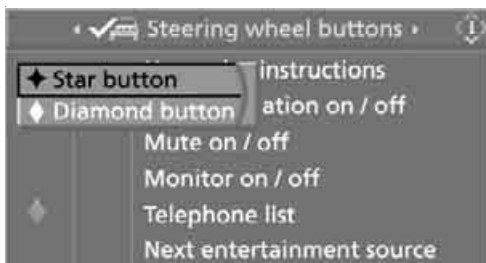 Steering wheel buttons
Star button
instructions
Diamond button
ation on / off
Mute on / off
Monitor on / off
Telephone list
Next entertainment source